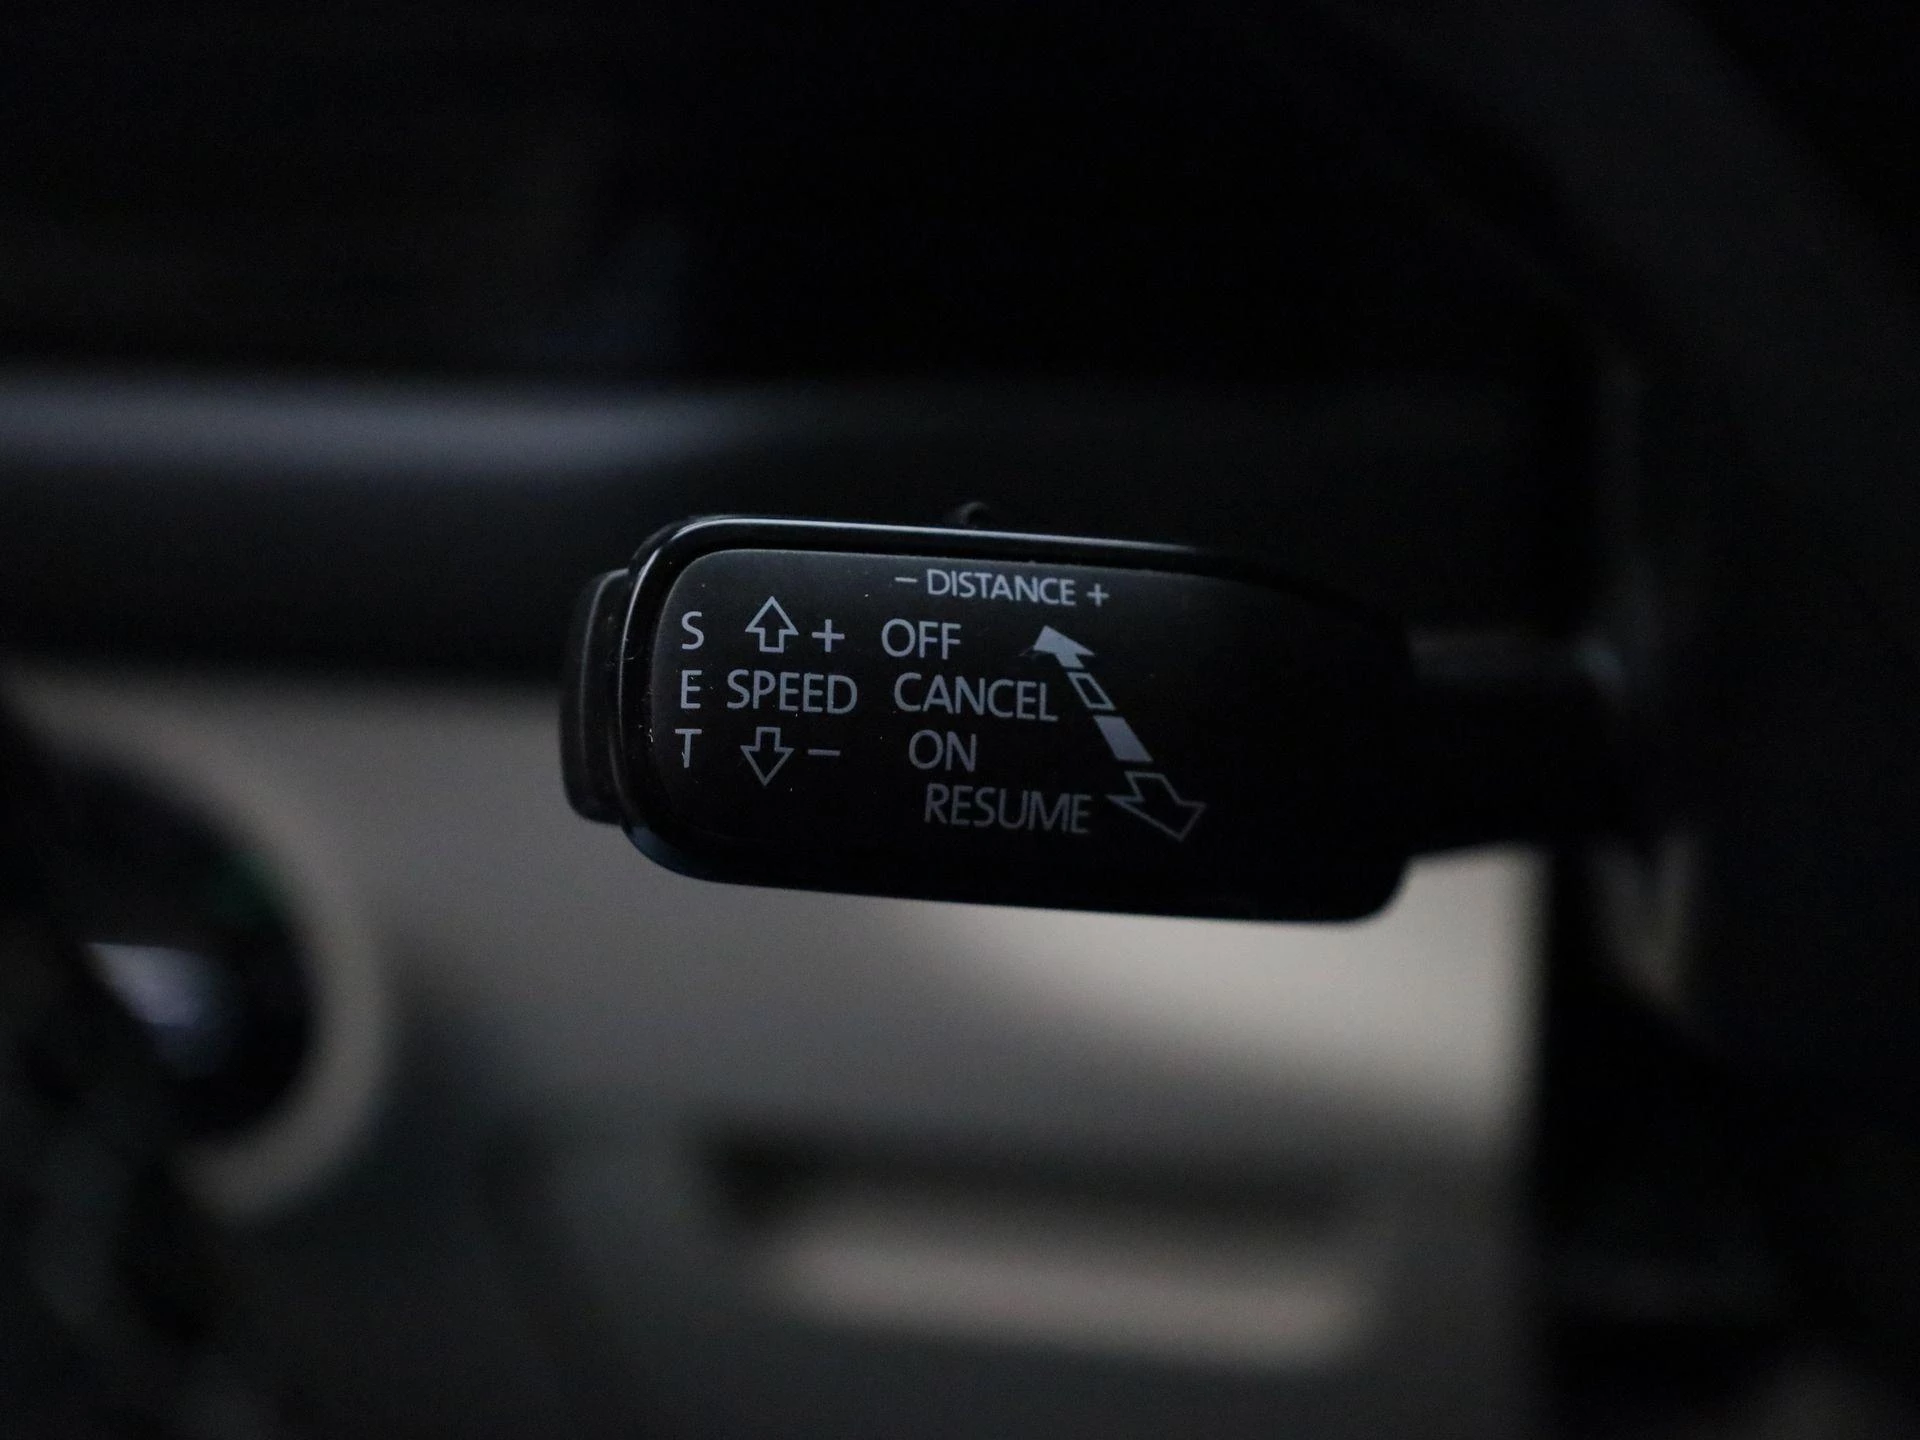 - DISTANCE +
S + OFF
E SPEED CANCEL
T - ON
RESUME